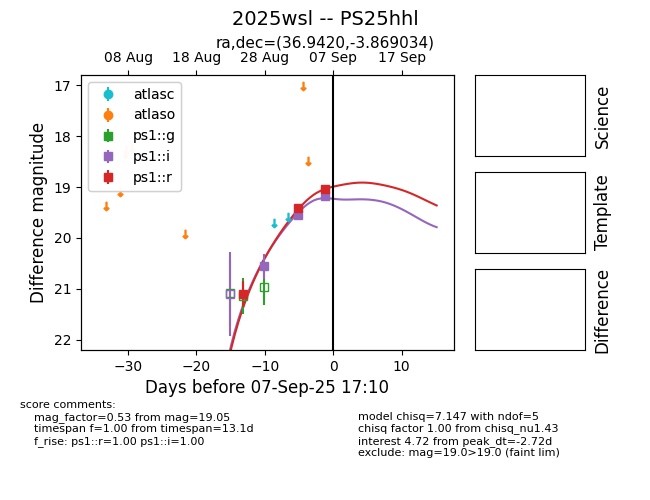 2025wsl -- PS25hhl
ra,dec=(36.9420,-3.869034)
08 Aug 18 Aug 28 Aug 07 Sep 17 Sep
17
18
19
20
21
22
Difference magnitude
atlasc
atlaso
ps1::g
ps1::i
ps1::r
−30 −20 −10 0 10
Days before 07-Sep-25 17:10
Science
Template
Difference
score comments:
mag_factor=0.53 from mag=19.05
timespan f=1.00 from timespan=13.1d
f_rise: ps1::r=1.00 ps1::i=1.00
model chisq=7.147 with ndof=5
chisq factor 1.00 from chisq_nu1.43
interest 4.72 from peak_dt=-2.72d
exclude: mag=19.0>19.0 (faint lim)